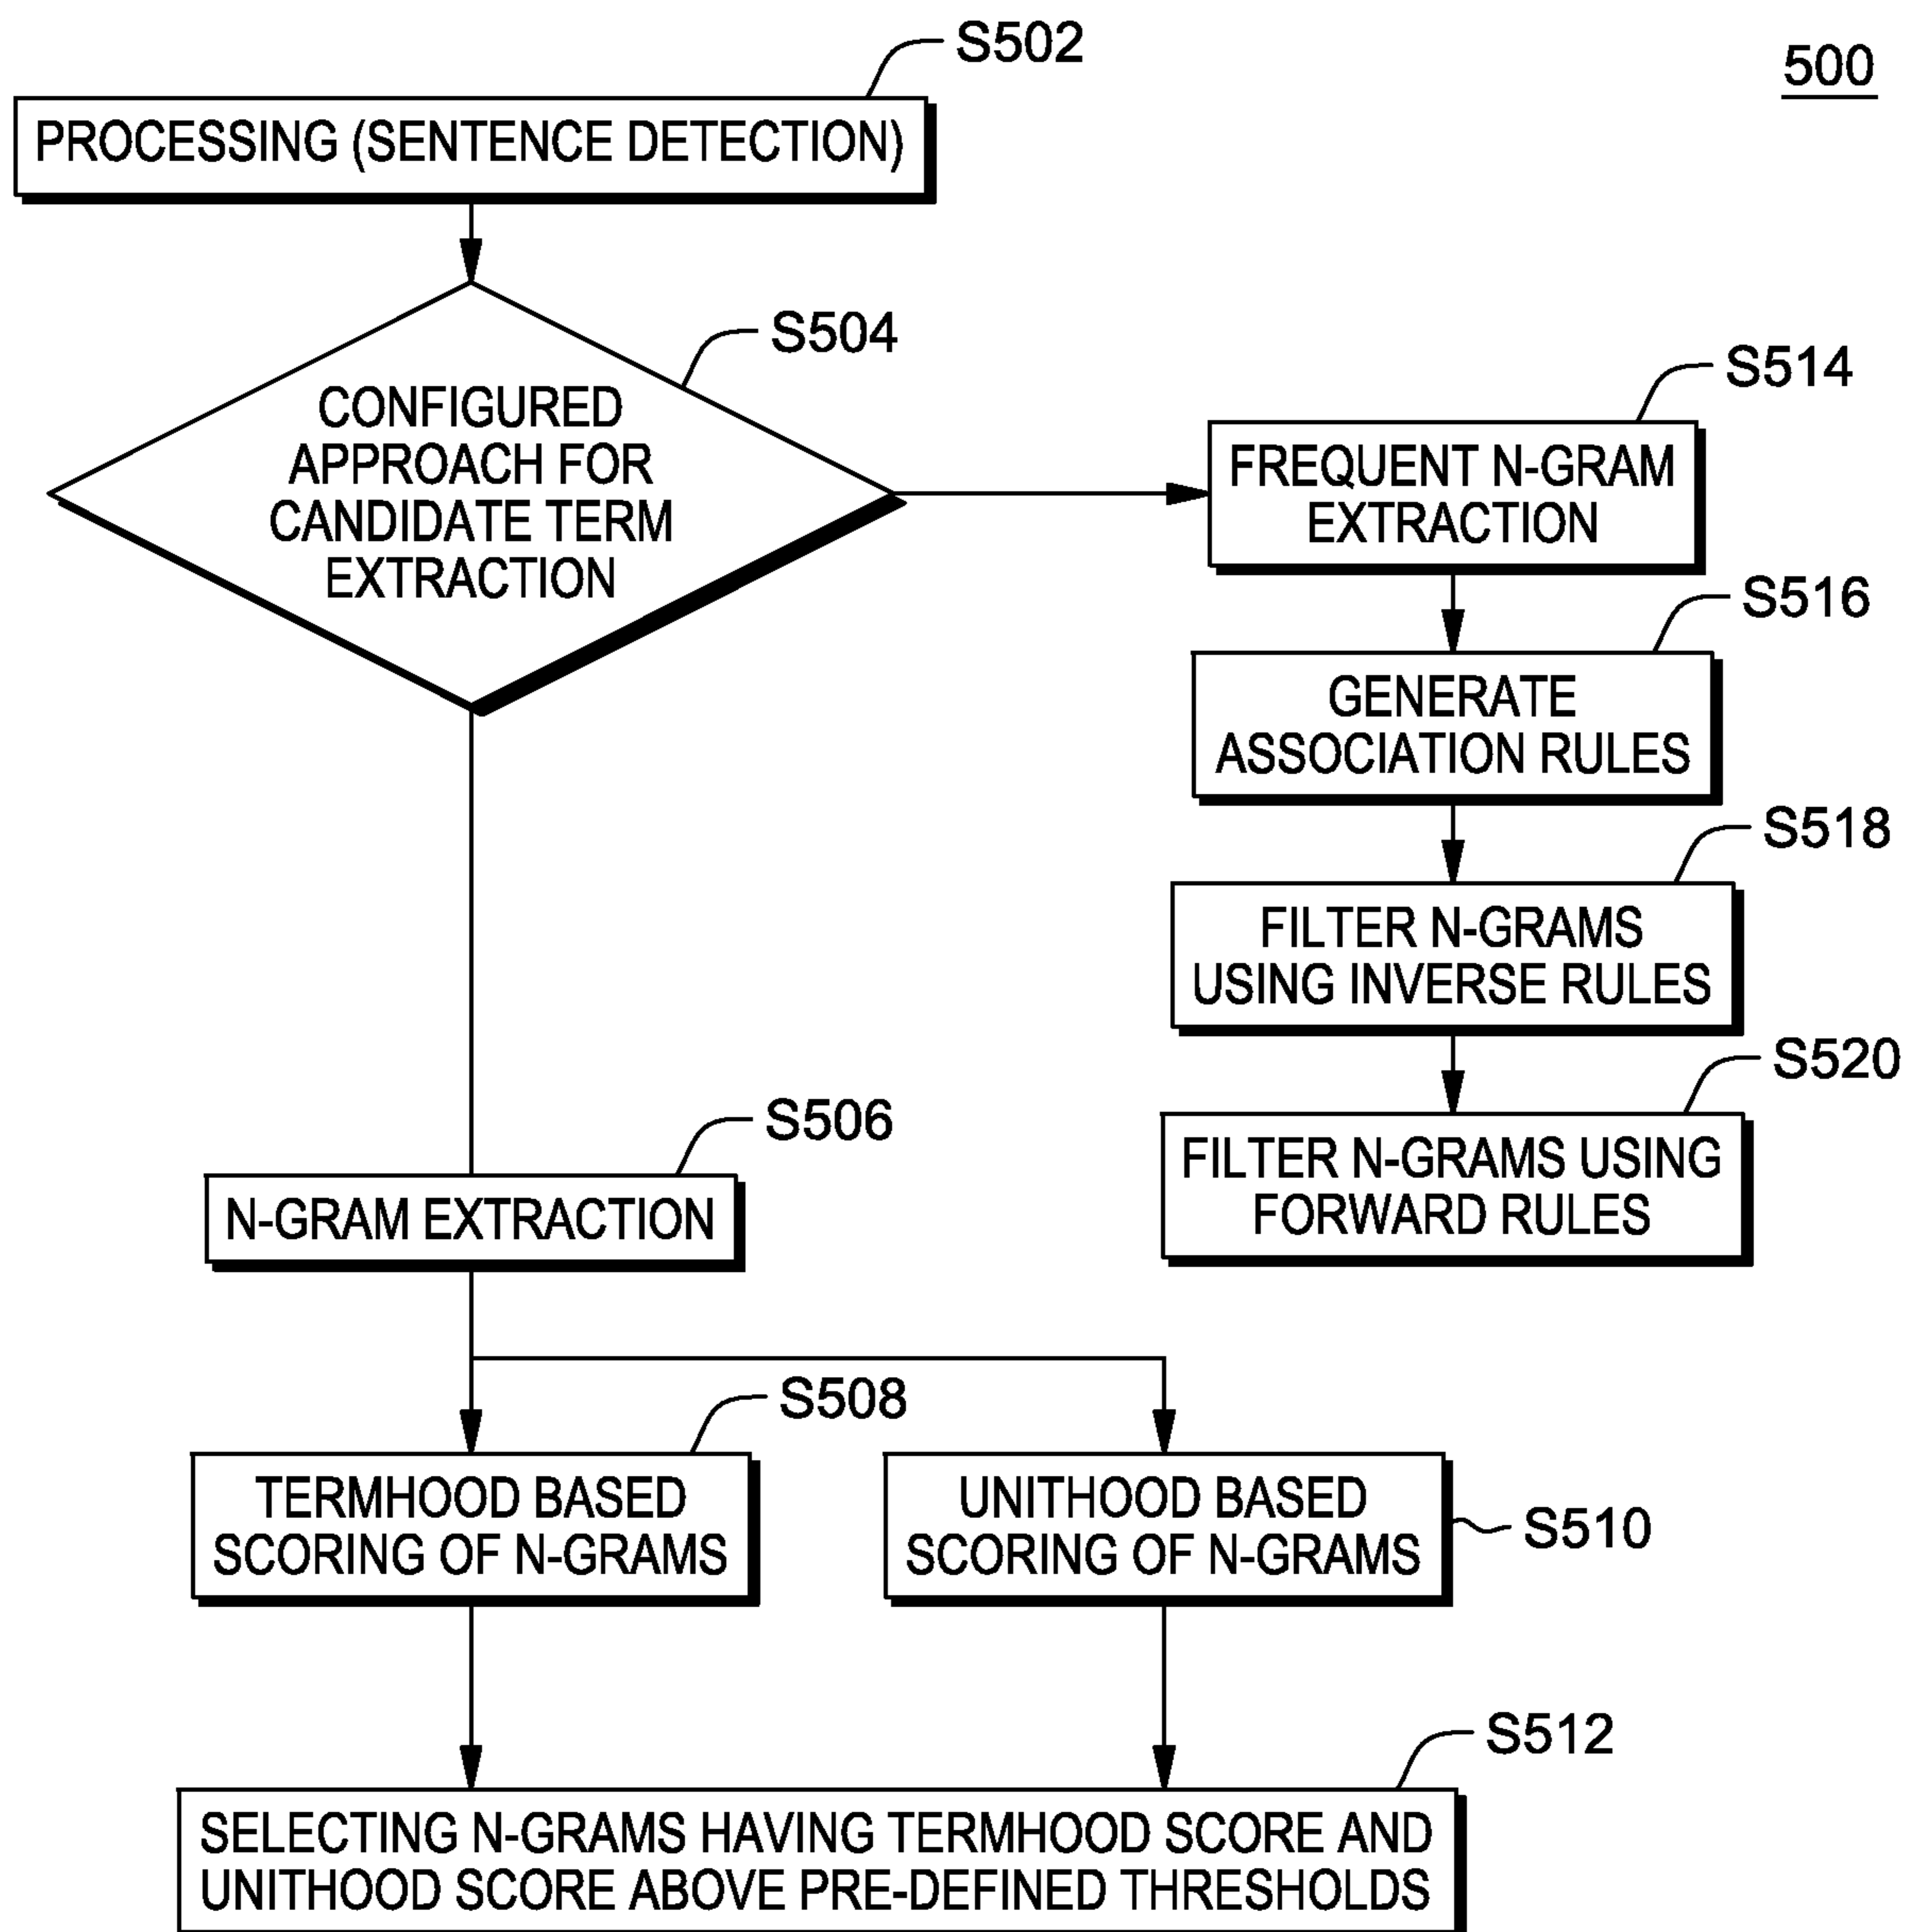 S502
500
PROCESSING (SENTENCE DETECTION)
S504
CONFIGURED
APPROACH FOR
CANDIDATE TERM
EXTRACTION
S514
FREQUENT N-GRAM
EXTRACTION
S516
GENERATE
ASSOCIATION RULES
S518
FILTER N-GRAMS
USING INVERSE RULES
S520
FILTER N-GRAMS USING
FORWARD RULES
S506
N-GRAM EXTRACTION
S508
TERMHOOD BASED
SCORING OF N-GRAMS
UNITHOOD BASED
SCORING OF N-GRAMS
S510
S512
SELECTING N-GRAMS HAVING TERMHOOD SCORE AND
UNITHOOD SCORE ABOVE PRE-DEFINED THRESHOLDS